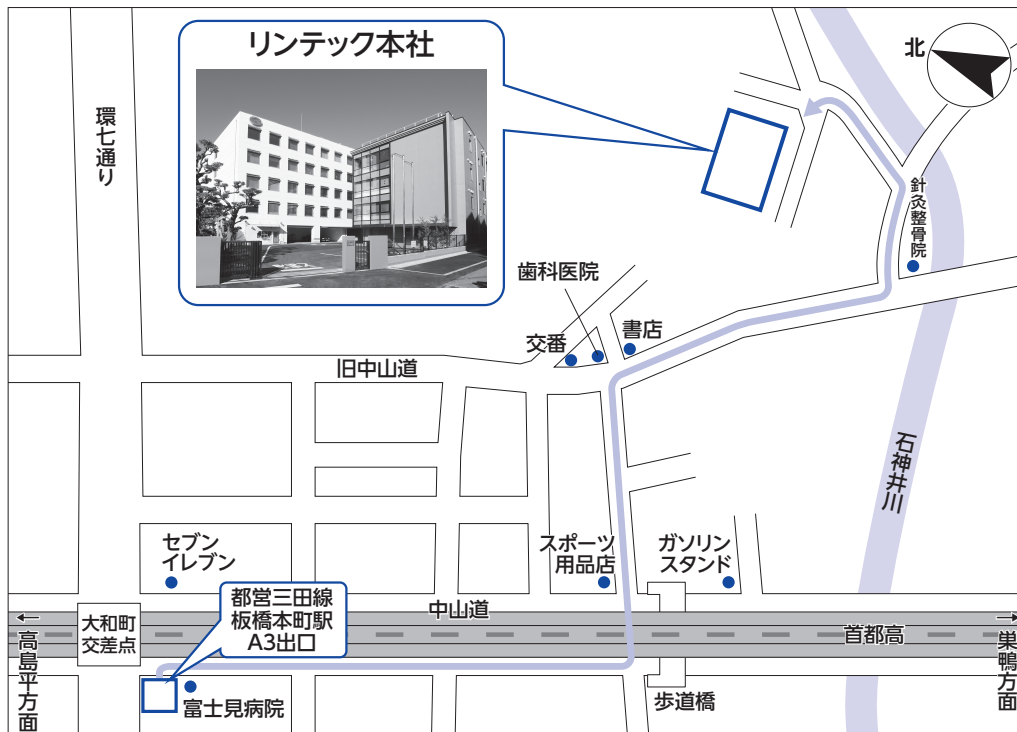 リンテック本社
北
環七通り
針灸整骨院
歯科医院
交番
書店
旧中山道
石神井川
セブン
イレブン
スポーツ
用品店
ガソリン
スタンド
都営三田線
板橋本町駅
A3出口
中山道
首都高
大和町
交差点
高島平方面
巣鴨方面
富士見病院
歩道橋